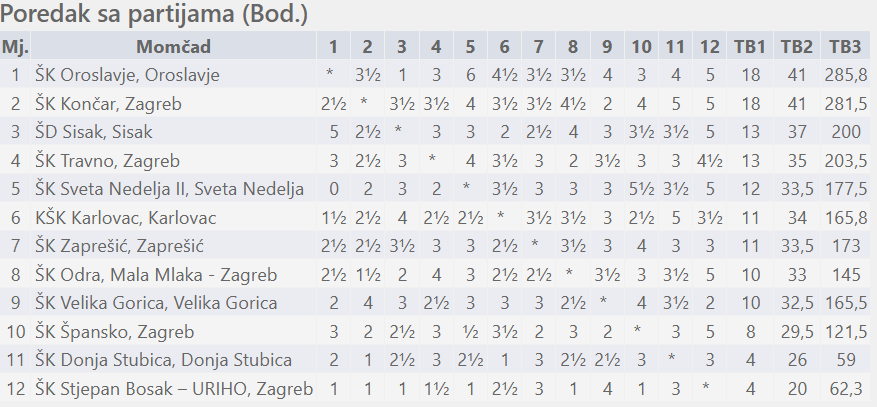 Poredak sa partijama (Bod.)
Mj. Momčad 1 2 3 4 5 6 7 8 9 10 11 12 TB1 TB2 TB3
1 ŠK Oroslavje, Oroslavje * 3½ 1 3 6 4½ 3½ 3½ 4 3 4 5 18 41 285,8
2 ŠK Končar, Zagreb 2½ * 3½ 3½ 4 3½ 3½ 4½ 2 4 5 5 18 41 281,5
3 ŠD Sisak, Sisak 5 2½ * 3 3 2 2½ 4 3 3½ 3½ 5 13 37 200
4 ŠK Travno, Zagreb 3 2½ 3 * 4 3½ 3 2 3½ 3 3 4½ 13 35 203,5
5 ŠK Sveta Nedelja II, Sveta Nedelja 0 2 3 2 * 3½ 3 3 3 5½ 3½ 5 12 33,5 177,5
6 KŠK Karlovac, Karlovac 1½ 2½ 4 2½ 2½ * 3½ 3½ 3 2½ 5 3½ 11 34 165,8
7 ŠK Zaprešić, Zaprešić 2½ 2½ 3½ 3 3 2½ * 3½ 3 4 3 3 11 33,5 173
8 ŠK Odra, Mala Mlaka - Zagreb 2½ 1½ 2 4 3 2½ 2½ * 3½ 3 3½ 5 10 33 145
9 ŠK Velika Gorica, Velika Gorica 2 4 3 2½ 3 3 3 2½ * 4 3½ 2 10 32,5 165,5
10 ŠK Špansko, Zagreb 3 2 2½ 3 ½ 3½ 2 3 2 * 3 5 8 29,5 121,5
11 ŠK Donja Stubica, Donja Stubica 2 1 2½ 3 2½ 1 3 2½ 2½ 3 * 3 4 26 59
12 ŠK Stjepan Bosak – URIHO, Zagreb 1 1 1 1½ 1 2½ 3 1 4 1 3 * 4 20 62,3